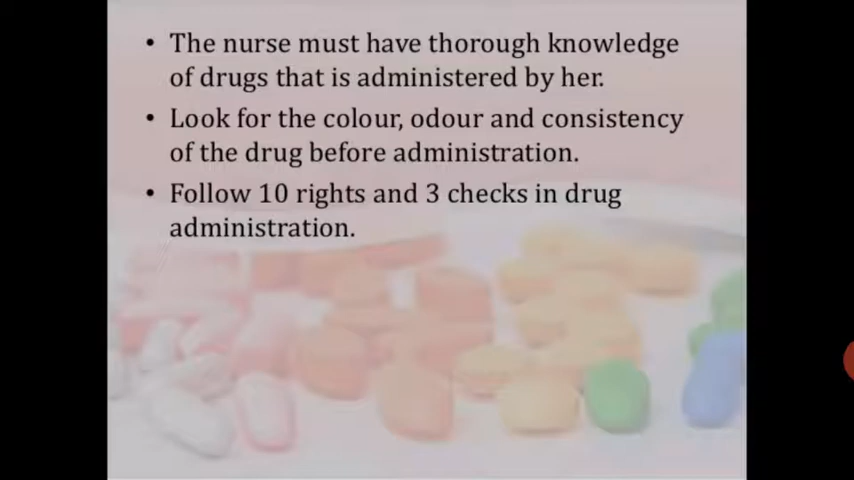 • The nurse must have thorough knowledge
of drugs that is administered by her.
• Look for the colour, odour and consistency
of the drug before administration.
• Follow 10 rights and 3 checks in drug
administration.